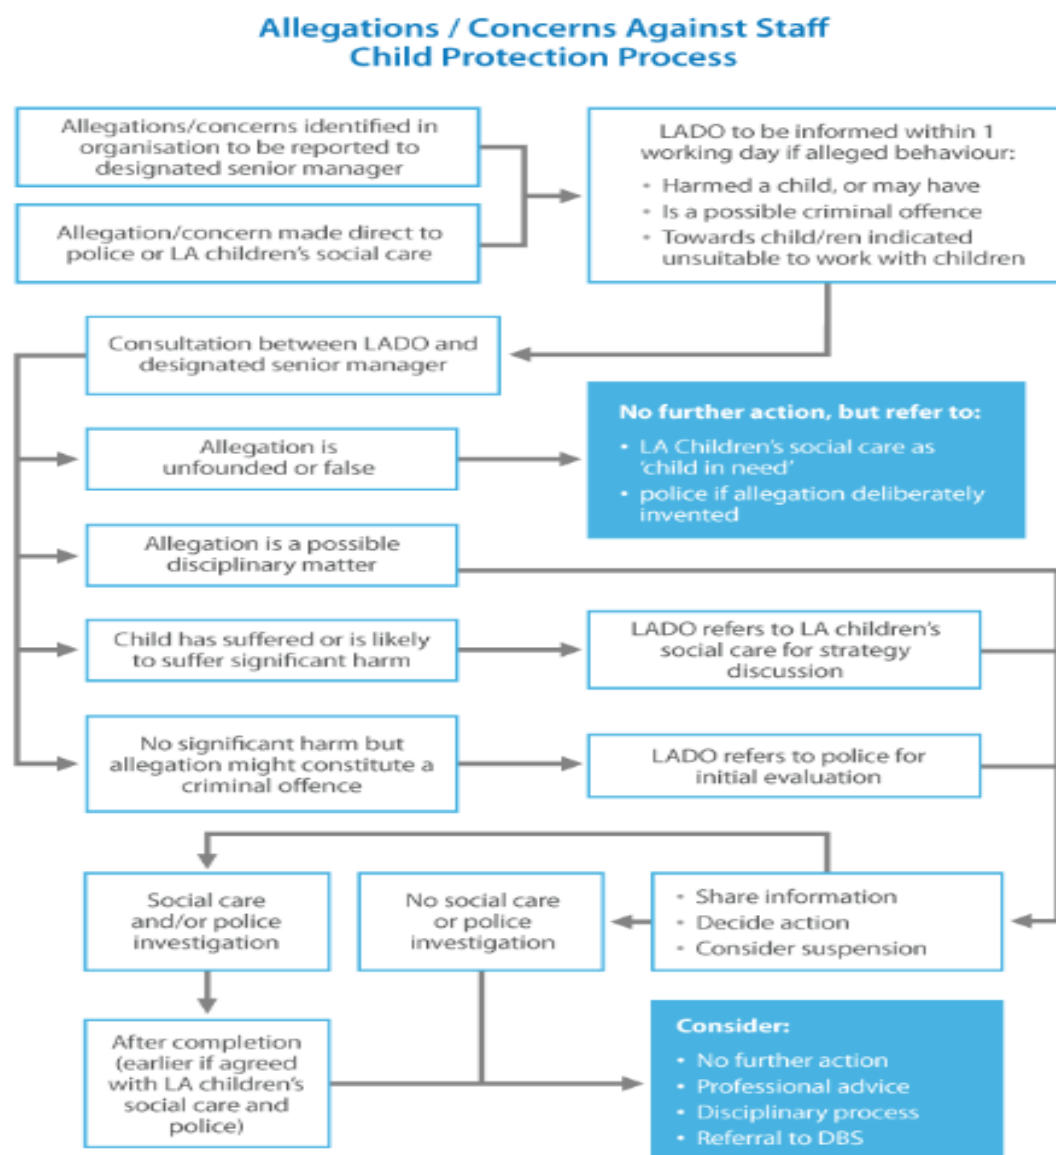 Allegations / Concerns Against Staff
Child Protection Process
Allegations/concerns identified in
organisation to be reported to
designated senior manager
Allegation/concern made direct to
police or LA children's social care
LADO to be informed within 1
working day if alleged behaviour:
• Harmed a child, or may have
• Is a possible criminal offence
• Towards child/ren indicated
unsuitable to work with children
Consultation between LADO and
designated senior manager
Allegation is
unfounded or false
No further action, but refer to:
• LA Children's social care as
'child in need'
• police if allegation deliberately
invented
Allegation is a possible
disciplinary matter
Child has suffered or is likely
to suffer significant harm
LADO refers to LA children's
social care for strategy
discussion
No significant harm but
allegation might constitute a
criminal offence
LADO refers to police for
initial evaluation
Social care
and/or police
investigation
No social care
or police
investigation
• Share information
• Decide action
• Consider suspension
After completion
(earlier if agreed
with LA children's
social care and
police)
Consider:
• No further action
• Professional advice
• Disciplinary process
• Referral to DBS